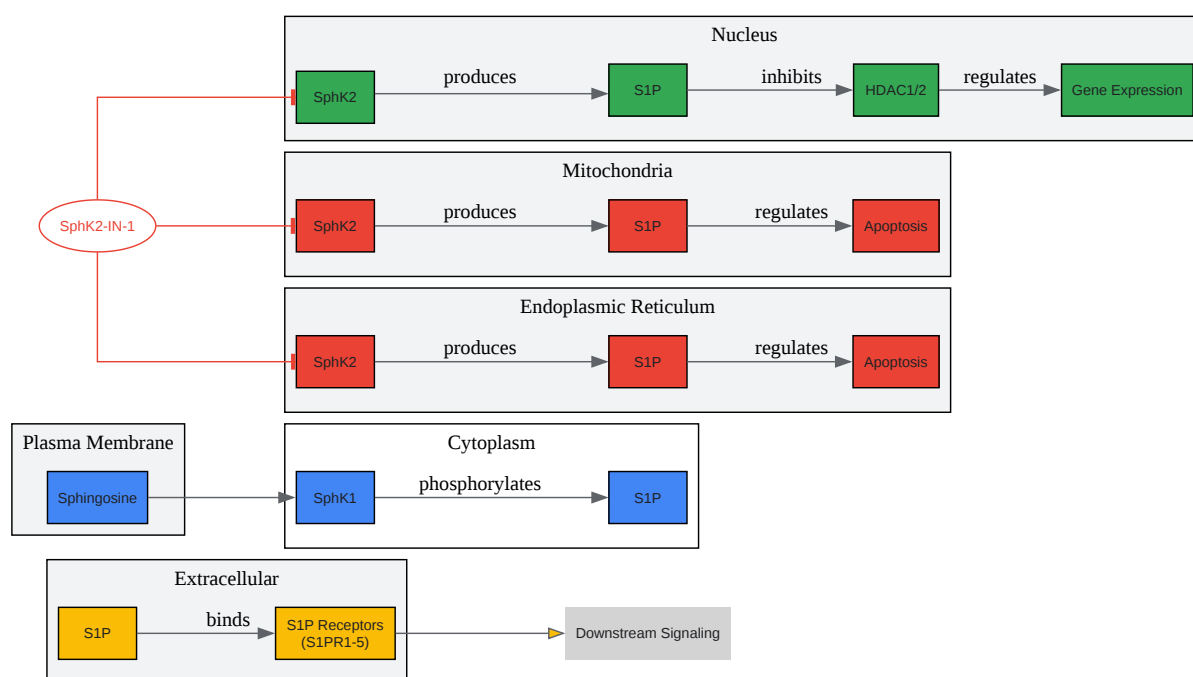 Nucleus
SphK2
produces
S1P
inhibits
HDAC1/2
regulates
Gene Expression
Mitochondria
SphK2-IN-1
SphK2
produces
S1P
regulates
Apoptosis
Endoplasmic Reticulum
SphK2
produces
S1P
regulates
Apoptosis
Plasma Membrane
Sphingosine
Cytoplasm
SphK1
phosphorylates
S1P
Extracellular
S1P
binds
S1P Receptors
(S1PR1-5)
Downstream Signaling